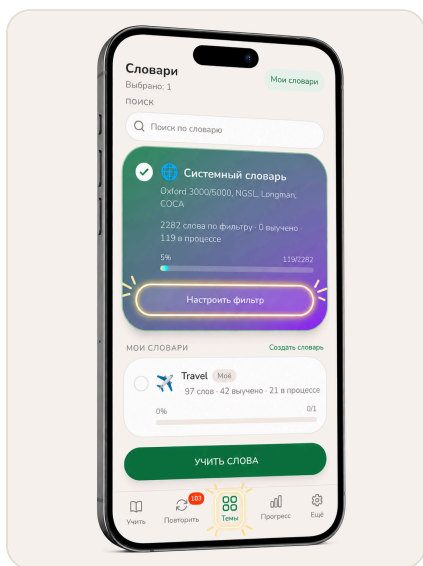 Словари
Выбрано: 1
Мои словари
ПОИСК
Поиск по словарю
Системный словарь
Oxford 3000/5000, NGSL, Longman,
COCA
2282 слова по фильтру · 0 выучено ·
119 в процессе
5%
119/2282
Настроить фильтр
МОИ СЛОВАРИ
Создать словарь
Travel
Моё
97 слов · 42 выучено · 21 в процессе
0%
0/1
УЧИТЬ СЛОВА
103
Учить
Повторить
Темы
Прогресс
Ещё